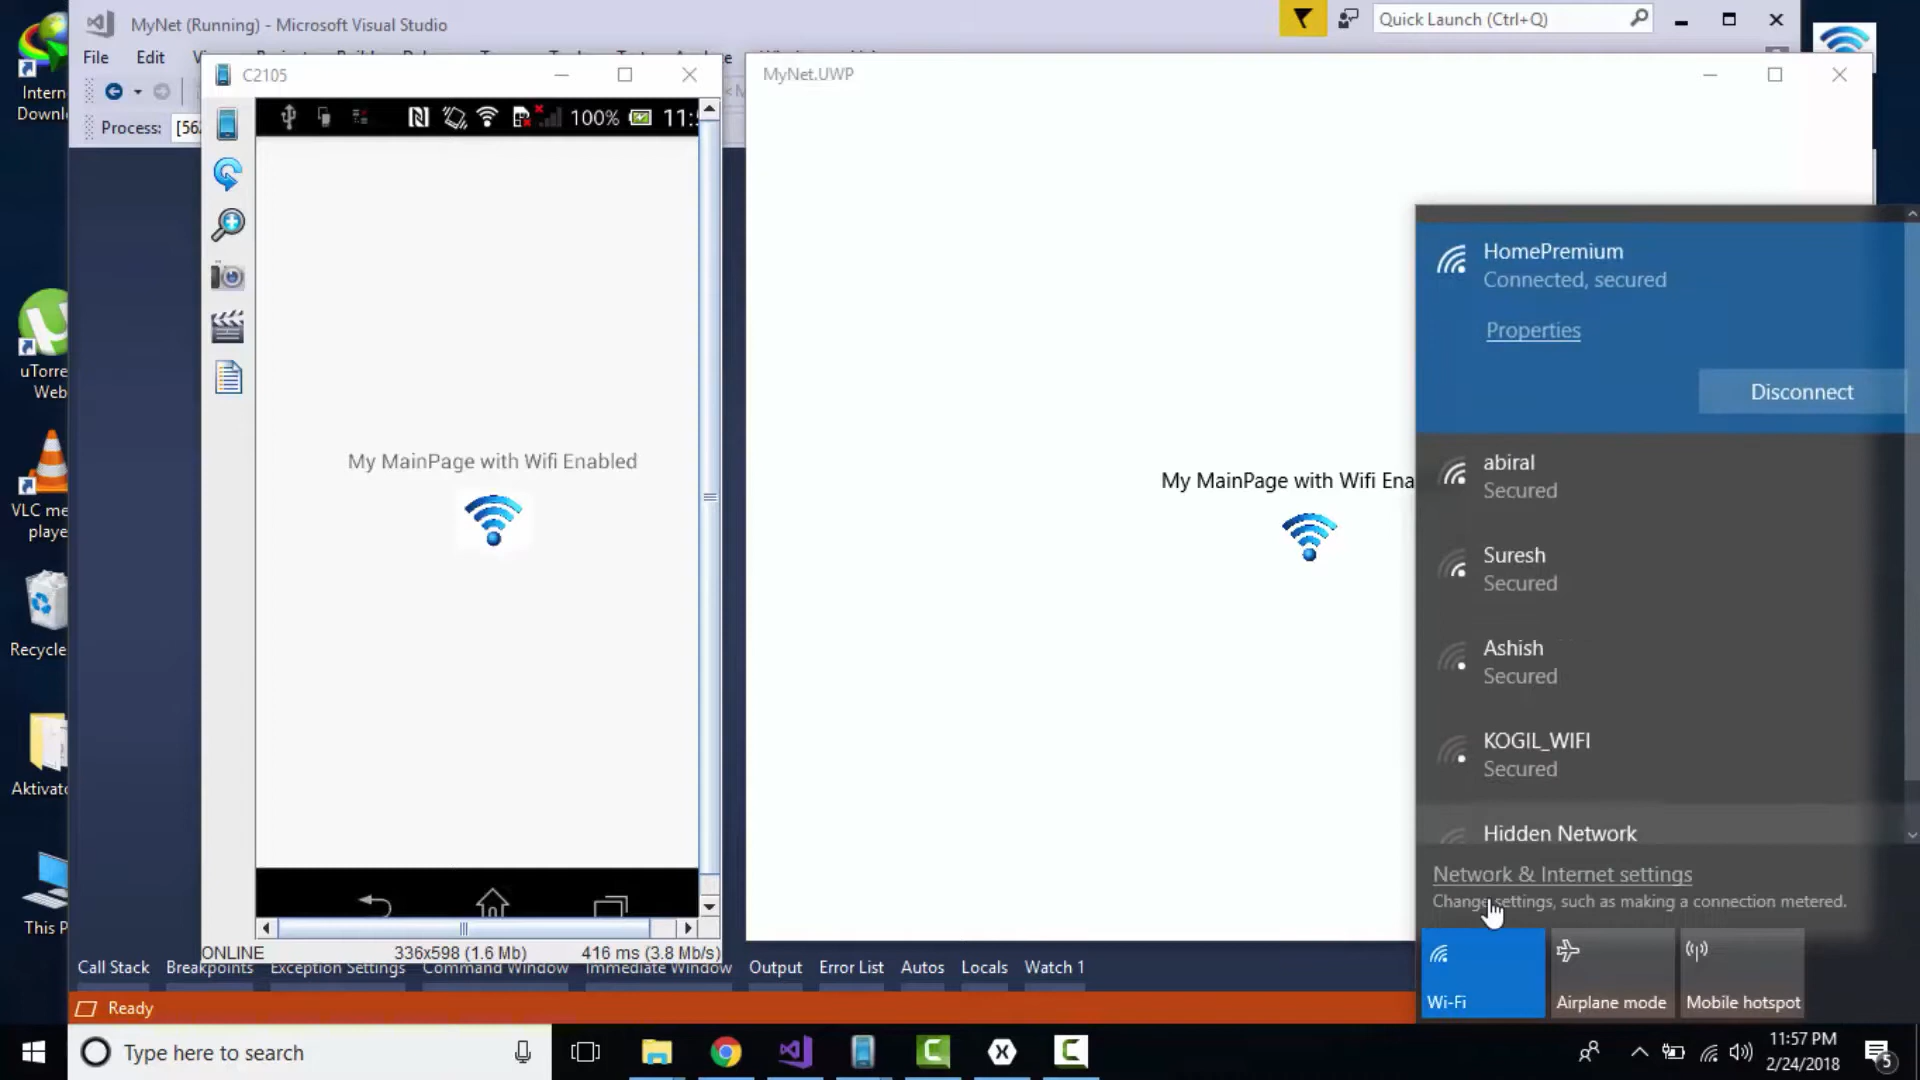 MyNet (Running) - Microsoft Visual Studio
Quick Launch (Ctrl+Q)
File Edit
Process: [56
C2105
100% 11:
My MainPage with Wifi Enabled
ONLINE 336x598 (1.6 Mb) 416 ms (3.8 Mb/s)
MyNet.UWP
My MainPage with Wifi Ena
HomePremium
Connected, secured
Properties
Disconnect
abiral
Secured
Suresh
Secured
Ashish
Secured
KOGIL_WIFI
Secured
Hidden Network
Network & Internet settings
Change settings, such as making a connection metered.
Wi-Fi Airplane mode Mobile hotspot
Intern
Downl
uTorre
Web
VLC me
player
Recycle
Aktivato
This P
Call Stack Breakpoints Exception Settings Command Window Immediate Window Output Error List Autos Locals Watch 1
Ready
Type here to search
11:57 PM
2/24/2018
5